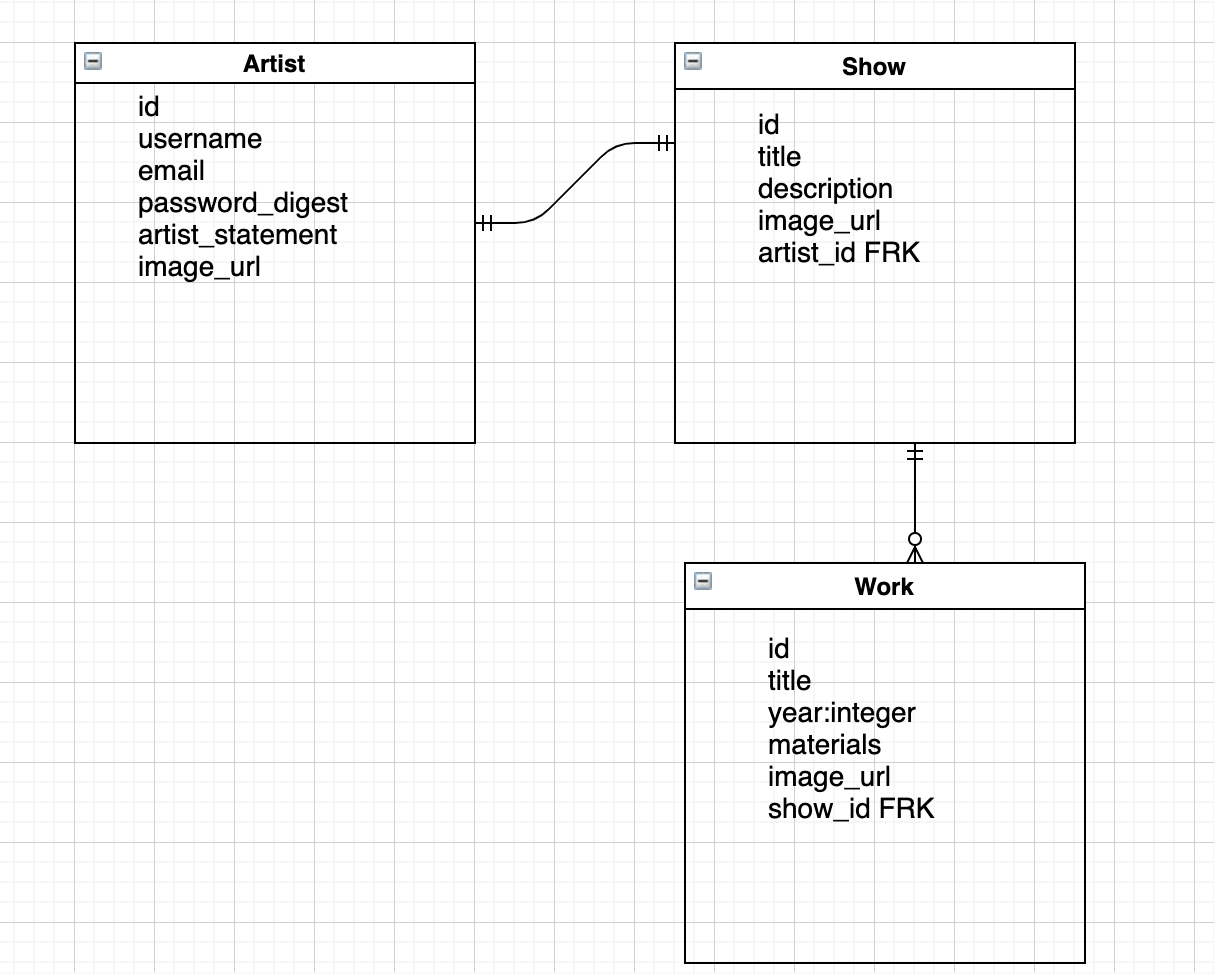 Artist
id
username
email
password_digest
artist_statement
image_url
Show
id
title
description
image_url
artist_id FRK
Work
id
title
year:integer
materials
image_url
show_id FRK